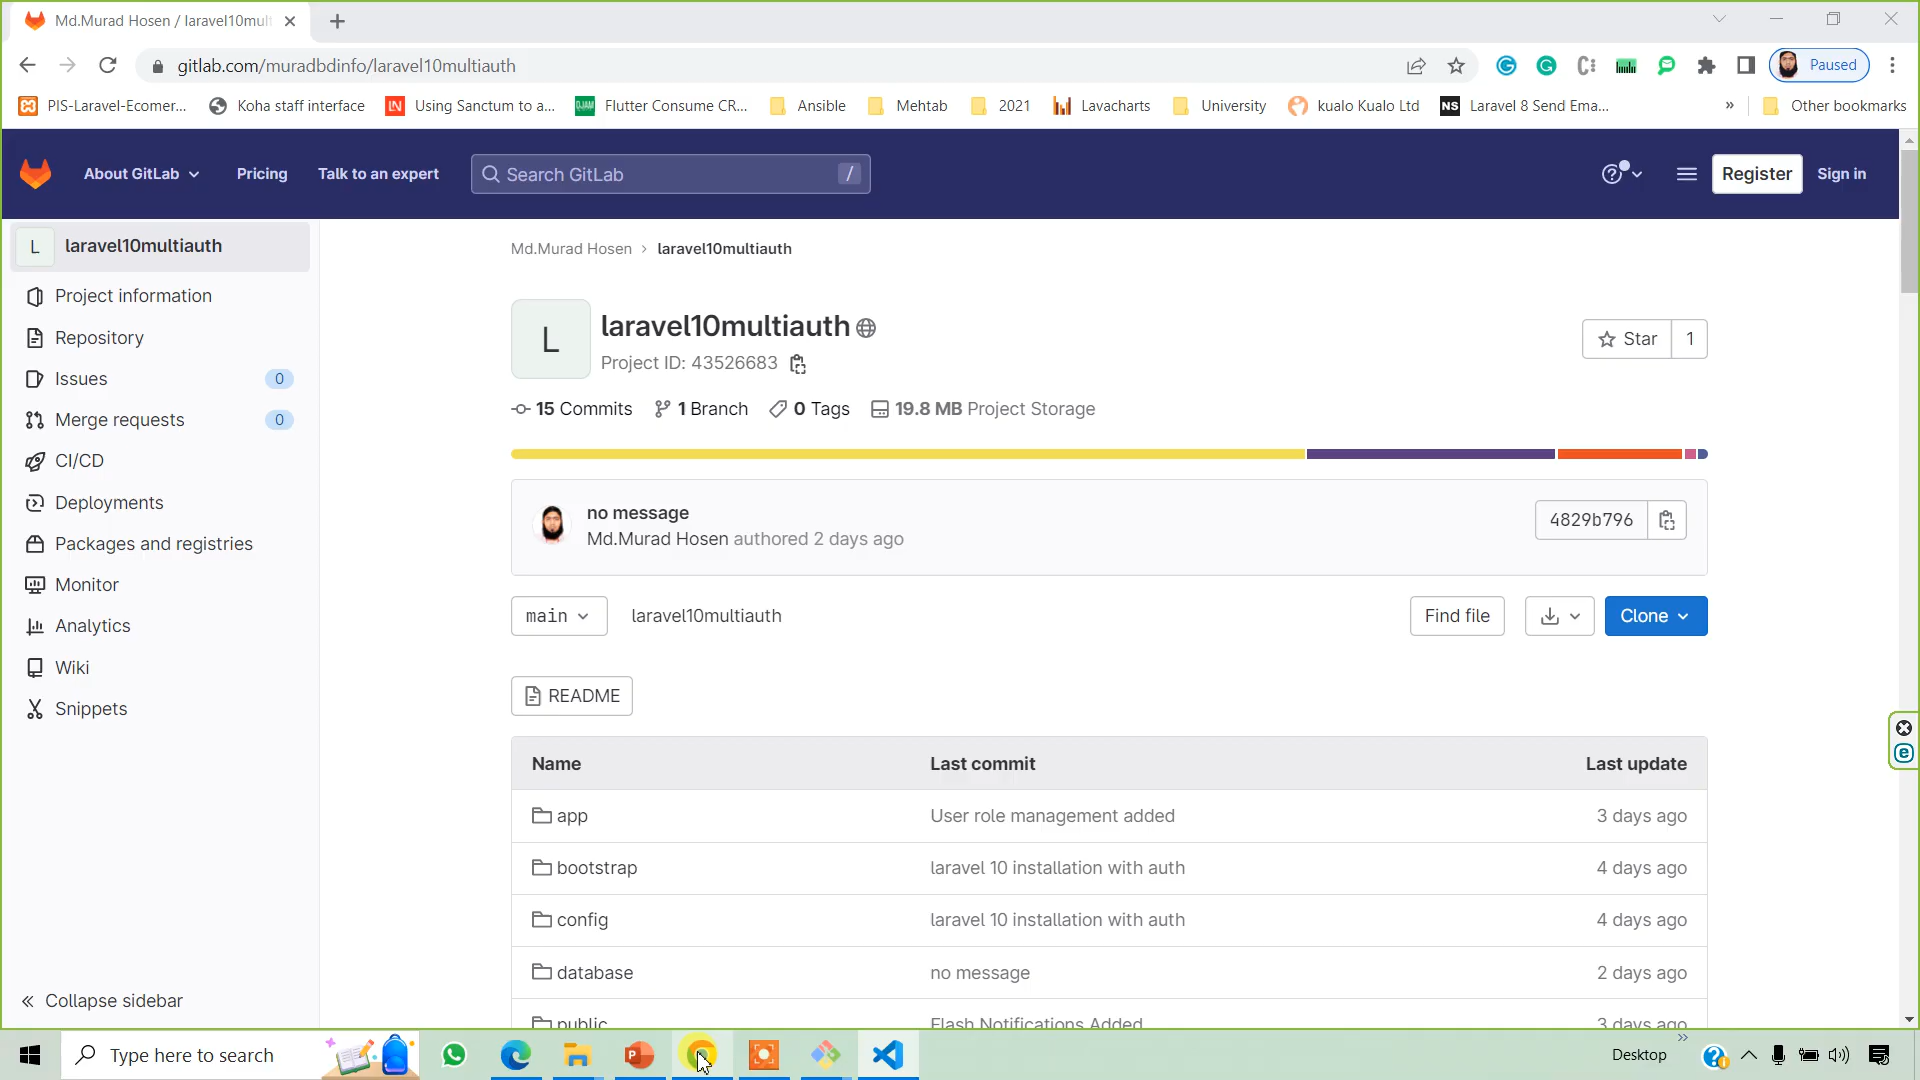 Md.Murad Hosen / laravel10mult
gitlab.com/muradbdinfo/laravel10multiauth
Paused
PIS-Laravel-Ecomer...
Koha staff interface
LN Using Sanctum to a...
Flutter Consume CR...
Ansible
Mehtab
2021
Lavacharts
University
kualo Kualo Ltd
NS Laravel 8 Send Ema...
»
Other bookmarks
About GitLab
Pricing
Talk to an expert
Search GitLab
/
Register
Sign in
L laravel10multiauth
Project information
Repository
Issues 0
Merge requests 0
CI/CD
Deployments
Packages and registries
Monitor
Analytics
Wiki
Snippets
« Collapse sidebar
Md.Murad Hosen › laravel10multiauth
L
laravel10multiauth
Project ID: 43526683
Star 1
15 Commits 1 Branch 0 Tags 19.8 MB Project Storage
no message
Md.Murad Hosen authored 2 days ago
4829b796
main
laravel10multiauth
Find file
Clone
README
Name Last commit Last update
app User role management added 3 days ago
bootstrap laravel 10 installation with auth 4 days ago
config laravel 10 installation with auth 4 days ago
database no message 2 days ago
public Flash Notifications Added 3 days ago
Type here to search
Desktop
»